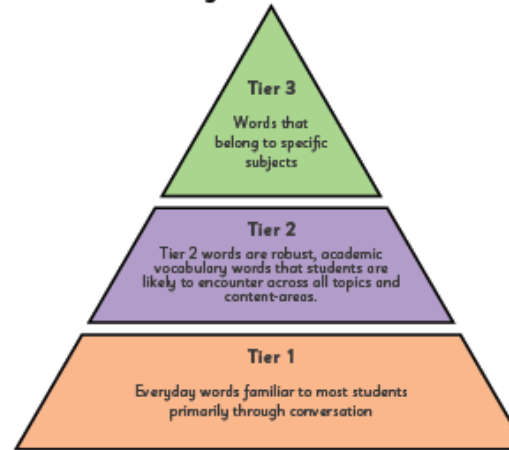 Tier 3
Words that
belong to specific
subjects
Tier 2
Tier 2 words are robust, academic
vocabulary words that students are
likely to encounter across all topics and
content-areas.
Tier 1
Everyday words familiar to most students
primarily through conversation